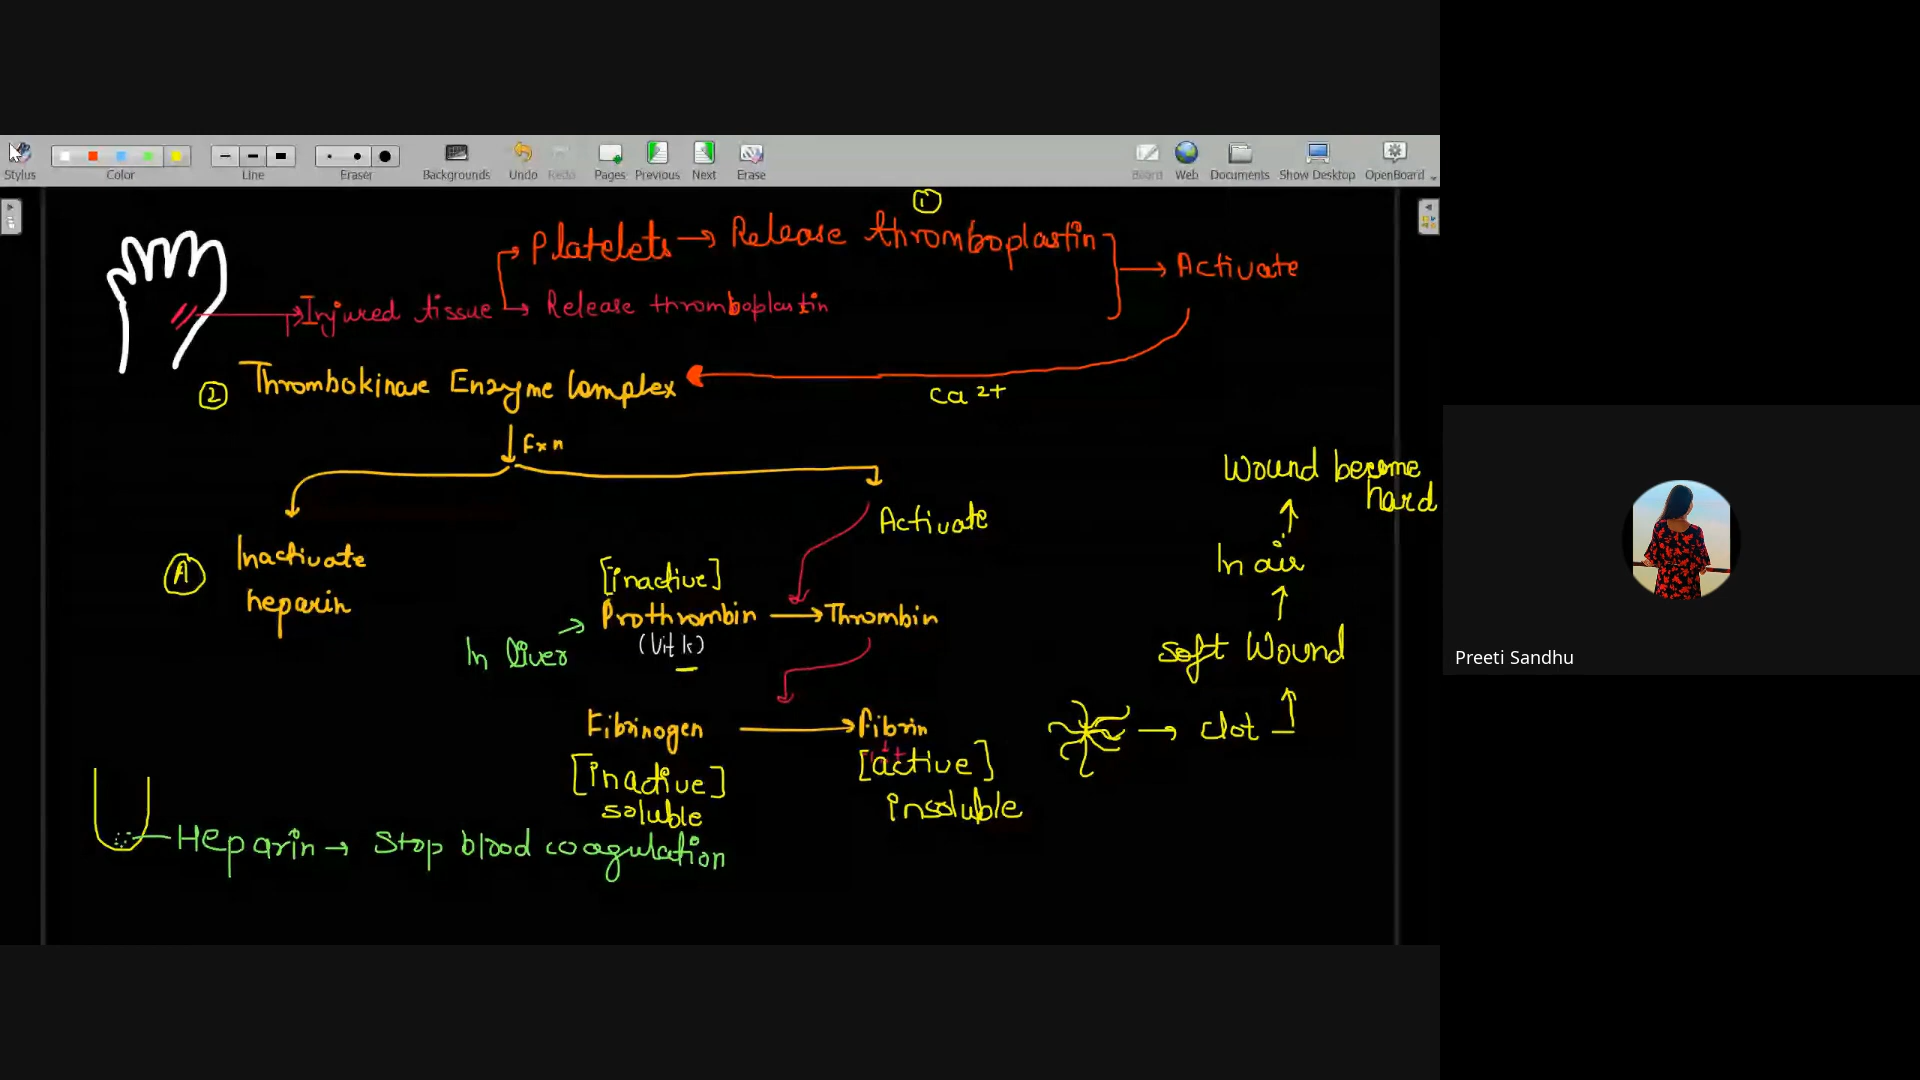 Stylus
Color
Line
Eraser
Backgrounds
Undo
Redo
Pages
Previous
Next
Erase
Board
Web
Documents
Show Desktop
OpenBoard
①
Platelets → Release thromboplastin
→ Activate
Injured tissue → Release thromboplastin
② Thrombokinase Enzyme Complex
Ca 2+
↓ Fxn
Wound become
hard
↑
In air
↑
soft Wound
↑
Activate
A Inactivate
heparin
[inactive]
Prothrombin → Thrombin
(Vit k)
In liver →
Fibrinogen → fibrin
→ clot
[inactive]
soluble
[active]
insoluble
Heparin → Stop blood coagulation
Preeti Sandhu